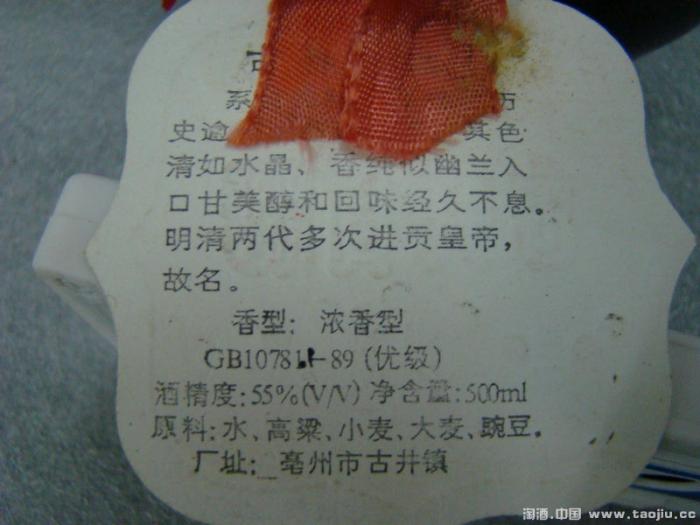 古
系
史逾 其色
清如水晶、香纯似幽兰入
口甘美醇和回味经久不息。
明清两代多次进贡皇帝,
故名。
香型: 浓香型
GB10781.1-89(优级)
酒精度:55%(V/V)净含量:500ml
原料:水、高粱、小麦、大麦、豌豆。
厂址: 亳州市古井镇
淘酒.中国 www.taojiu.cc